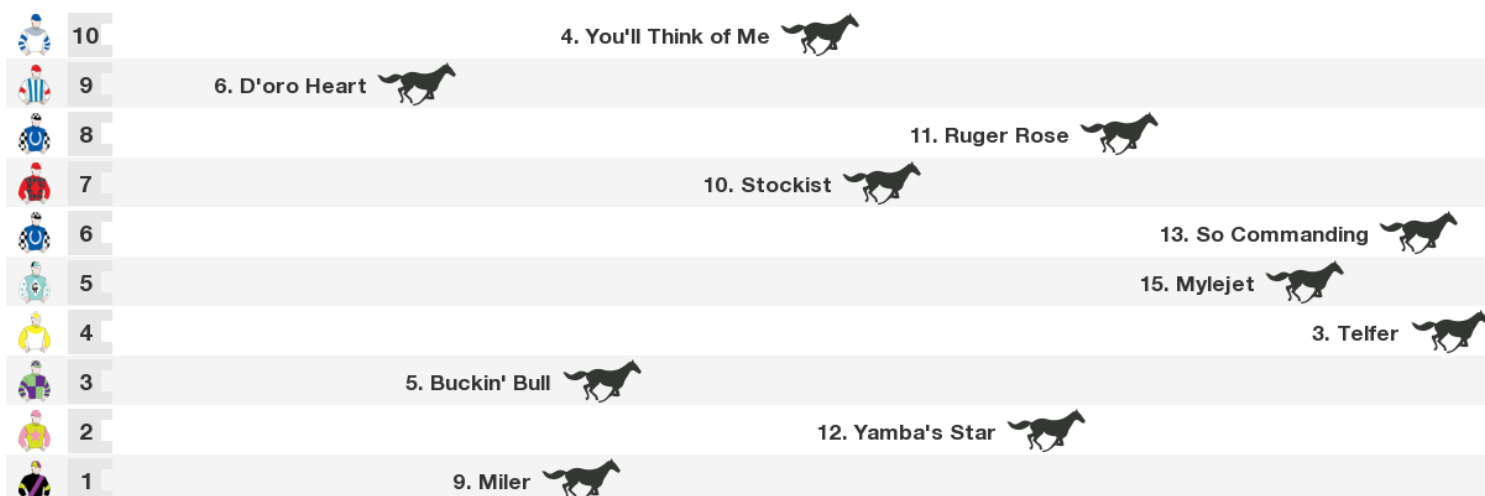 10 4. You'll Think of Me
9 6. D'oro Heart
8 11. Ruger Rose
7 10. Stockist
6 13. So Commanding
5 15. Mylejet
4 3. Telfer
3 5. Buckin' Bull
2 12. Yamba's Star
1 9. Miler